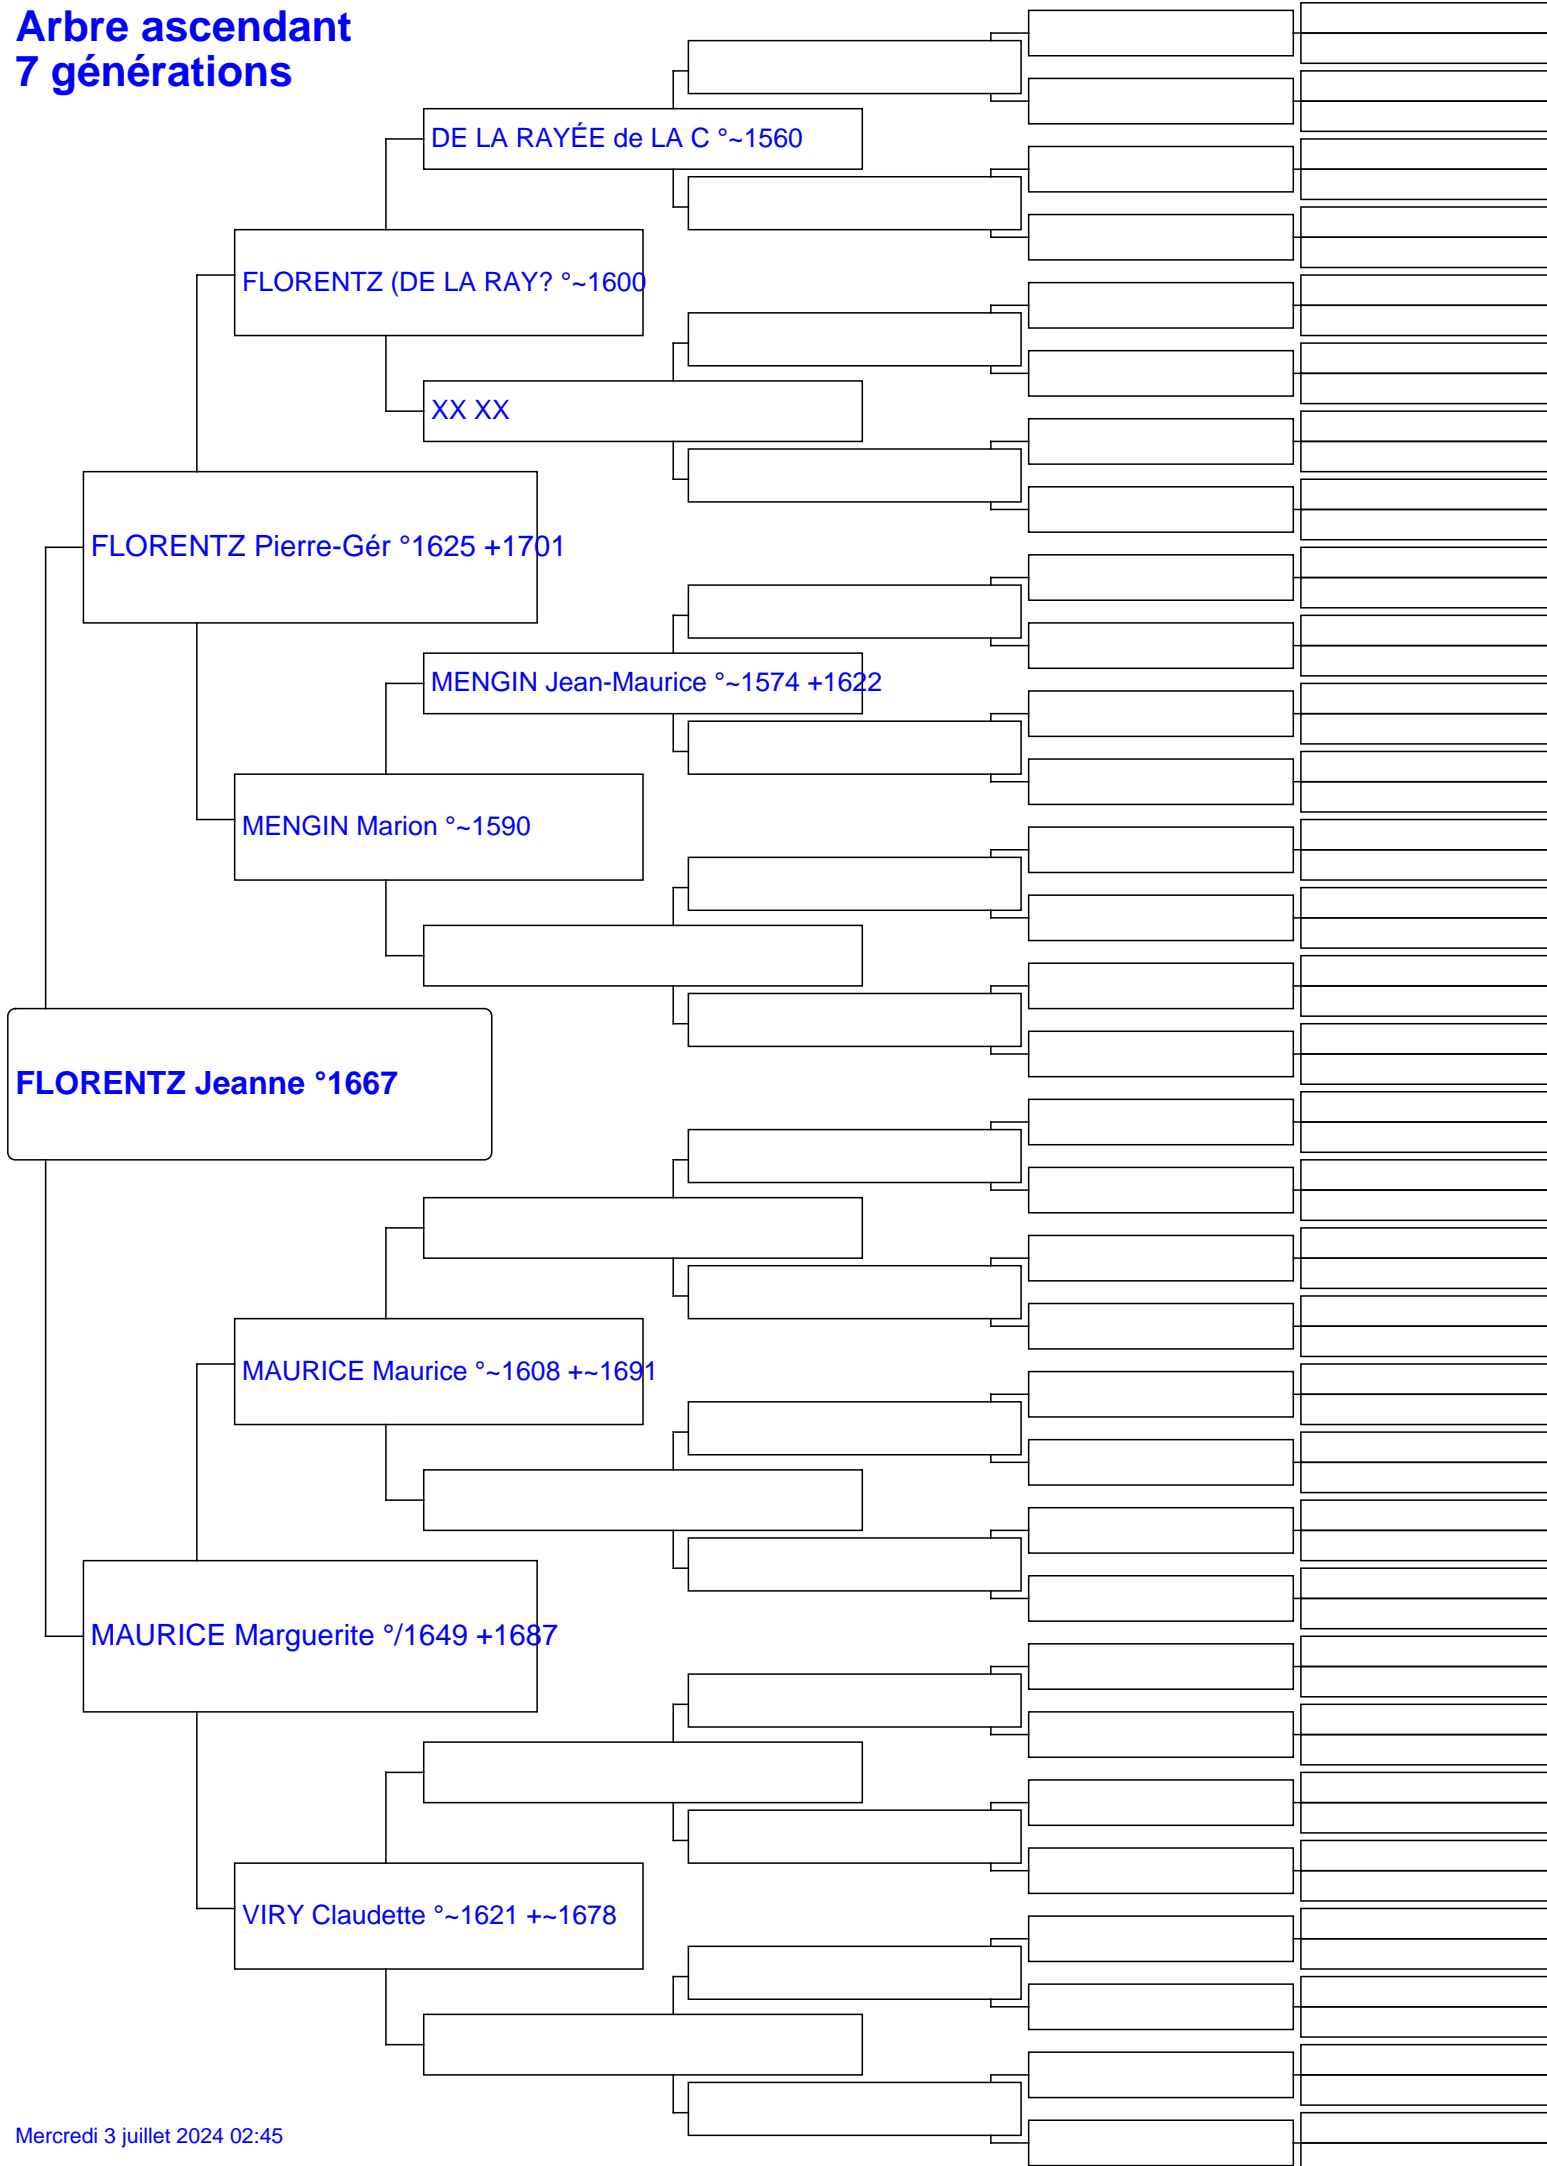 Arbre ascendant
7 générations
DE LA RAYÉE de LA C °~1560
FLORENTZ (DE LA RAY? °~1600
XX XX
FLORENTZ Pierre-Gér °1625 +1701
MENGIN Jean-Maurice °~1574 +1622
MENGIN Marion °~1590
FLORENTZ Jeanne °1667
MAURICE Maurice °~1608 +~1691
MAURICE Marguerite °/1649 +1687
VIRY Claudette °~1621 +~1678
Mercredi 3 juillet 2024 02:45